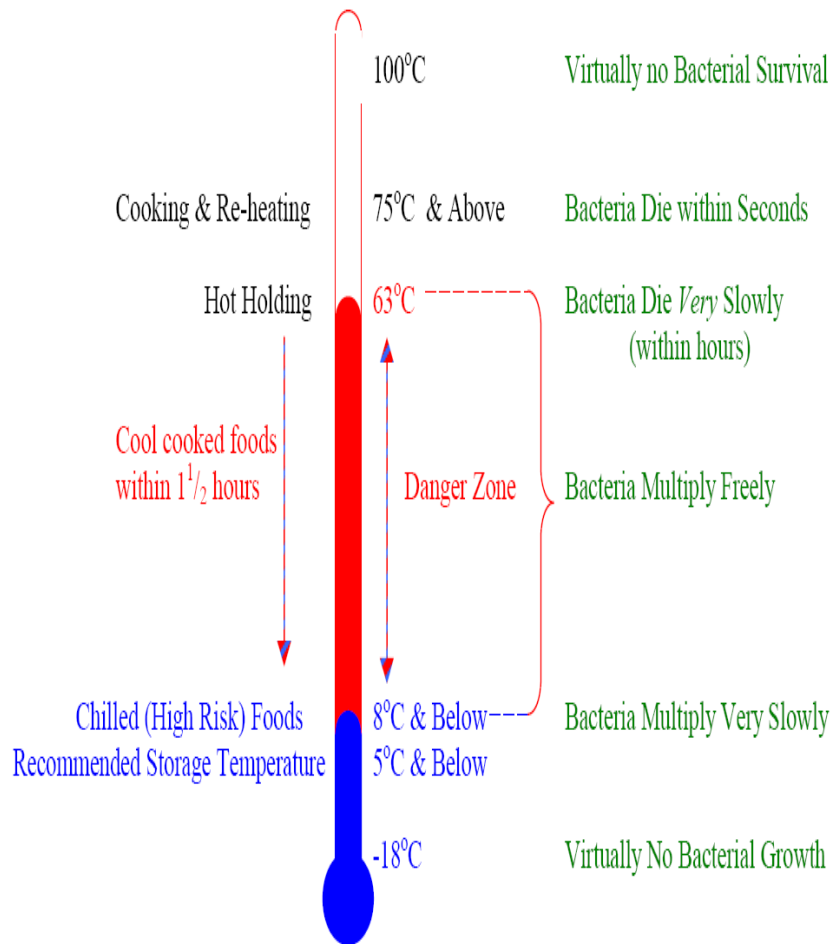 100°C Virtually no Bacterial Survival
Cooking & Re-heating 75°C & Above Bacteria Die within Seconds
Hot Holding 63°C Bacteria Die Very Slowly
(within hours)
Cool cooked foods
within 1 1/2 hours Danger Zone Bacteria Multiply Freely
Chilled (High Risk) Foods 8°C & Below Bacteria Multiply Very Slowly
Recommended Storage Temperature 5°C & Below
-18°C Virtually No Bacterial Growth